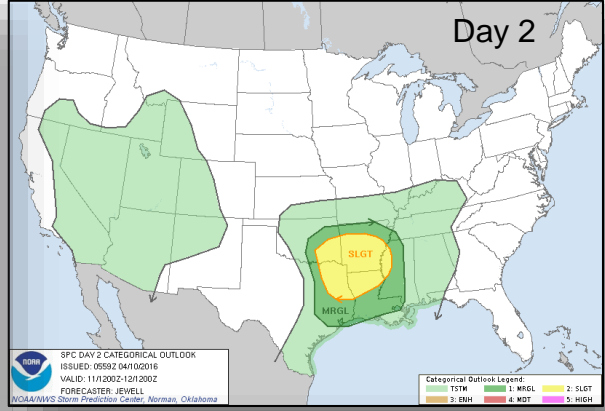 Day 2
SLGT
MRGL
NOAA
SPC DAY 2 CATEGORICAL OUTLOOK
ISSUED: 0559Z 04/10/2016
VALID: 11/1200Z-12/1200Z
FORECASTER: JEWELL
NOAA/NWS Storm Prediction Center, Norman, Oklahoma
Categorical Outlook Legend:
TSTM 1: MRGL 2: SLGT
3: ENH 4: MDT 5: HIGH